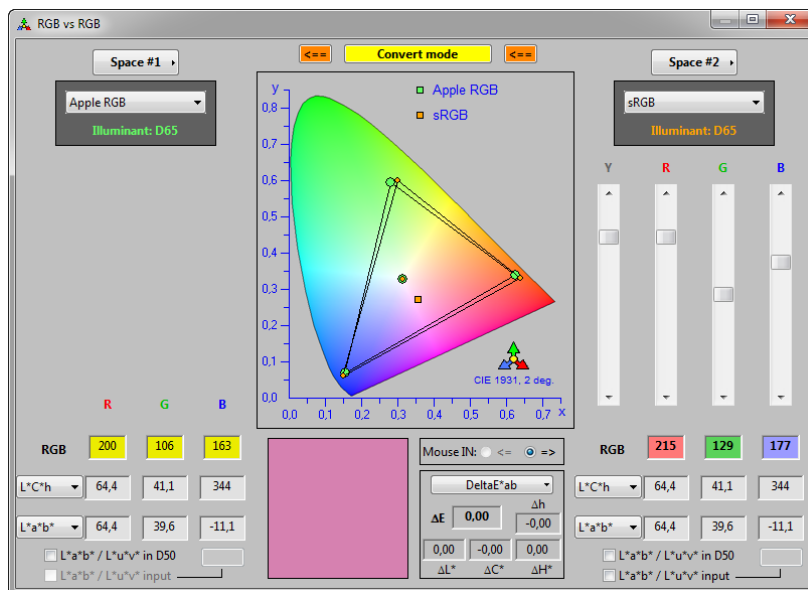 RGB vs RGB
Space #1
<==
Convert mode
<==
Space #2
Apple RGB
Illuminant: D65
sRGB
Illuminant: D65
y
Apple RGB
sRGB
0,8
0,7
0,6
0,5
0,4
0,3
0,2
0,1
0,0
0,0 0,1 0,2 0,3 0,4 0,5 0,6 0,7 x
CIE 1931, 2 deg.
Y R G B
R G B
RGB 200 106 163
L*C*h 64,4 41,1 344
L*a*b* 64,4 39,6 -11,1
L*a*b* / L*u*v* in D50
L*a*b* / L*u*v* input
Mouse IN: <= =>
DeltaE*ab
ΔE 0,00
Δh
-0,00
0,00 -0,00 0,00
ΔL* ΔC* ΔH*
RGB 215 129 177
L*C*h 64,4 41,1 344
L*a*b* 64,4 39,6 -11,1
L*a*b* / L*u*v* in D50
L*a*b* / L*u*v* input